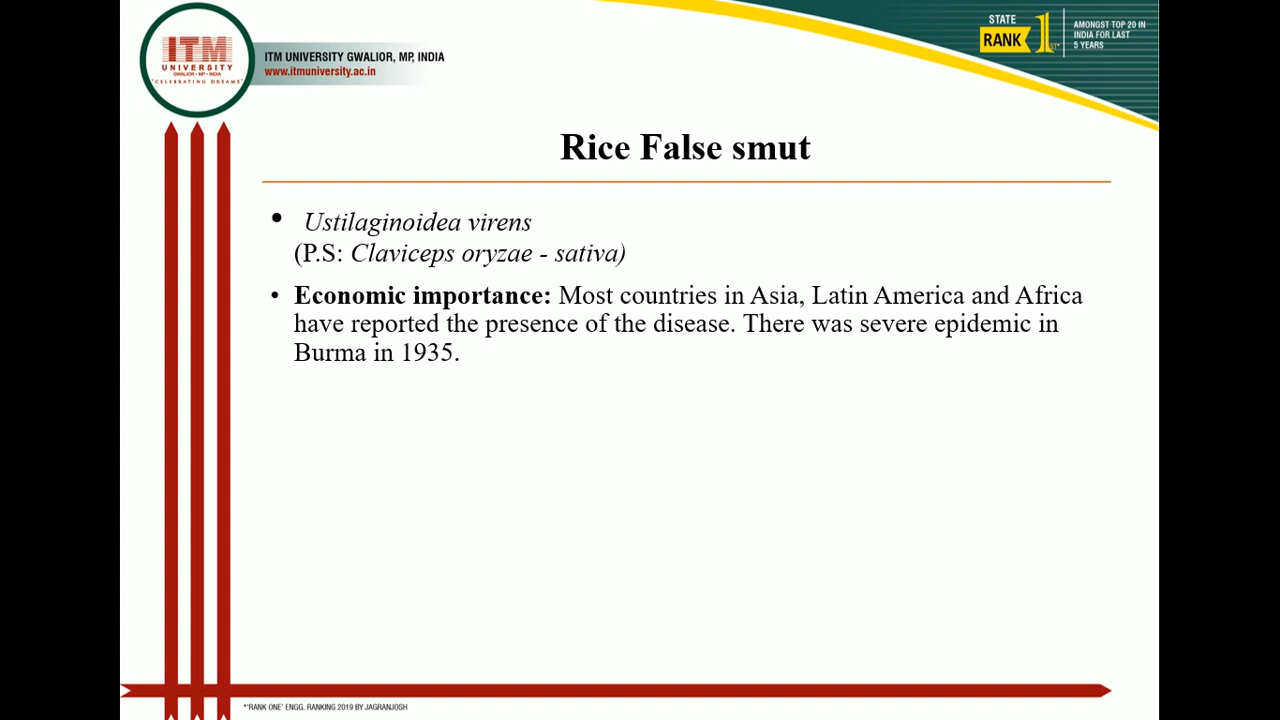 ITM
UNIVERSITY
GWALIOR • MP • INDIA
"CELEBRATING DREAMS"
ITM UNIVERSITY GWALIOR, MP, INDIA
www.itmuniversity.ac.in
STATE
RANK 1ST*
AMONGST TOP 20 IN
INDIA FOR LAST
5 YEARS
Rice False smut
• Ustilaginoidea virens
(P.S: Claviceps oryzae - sativa)
• Economic importance: Most countries in Asia, Latin America and Africa
have reported the presence of the disease. There was severe epidemic in
Burma in 1935.
*'RANK ONE' ENGG. RANKING 2019 BY JAGRANJOSH